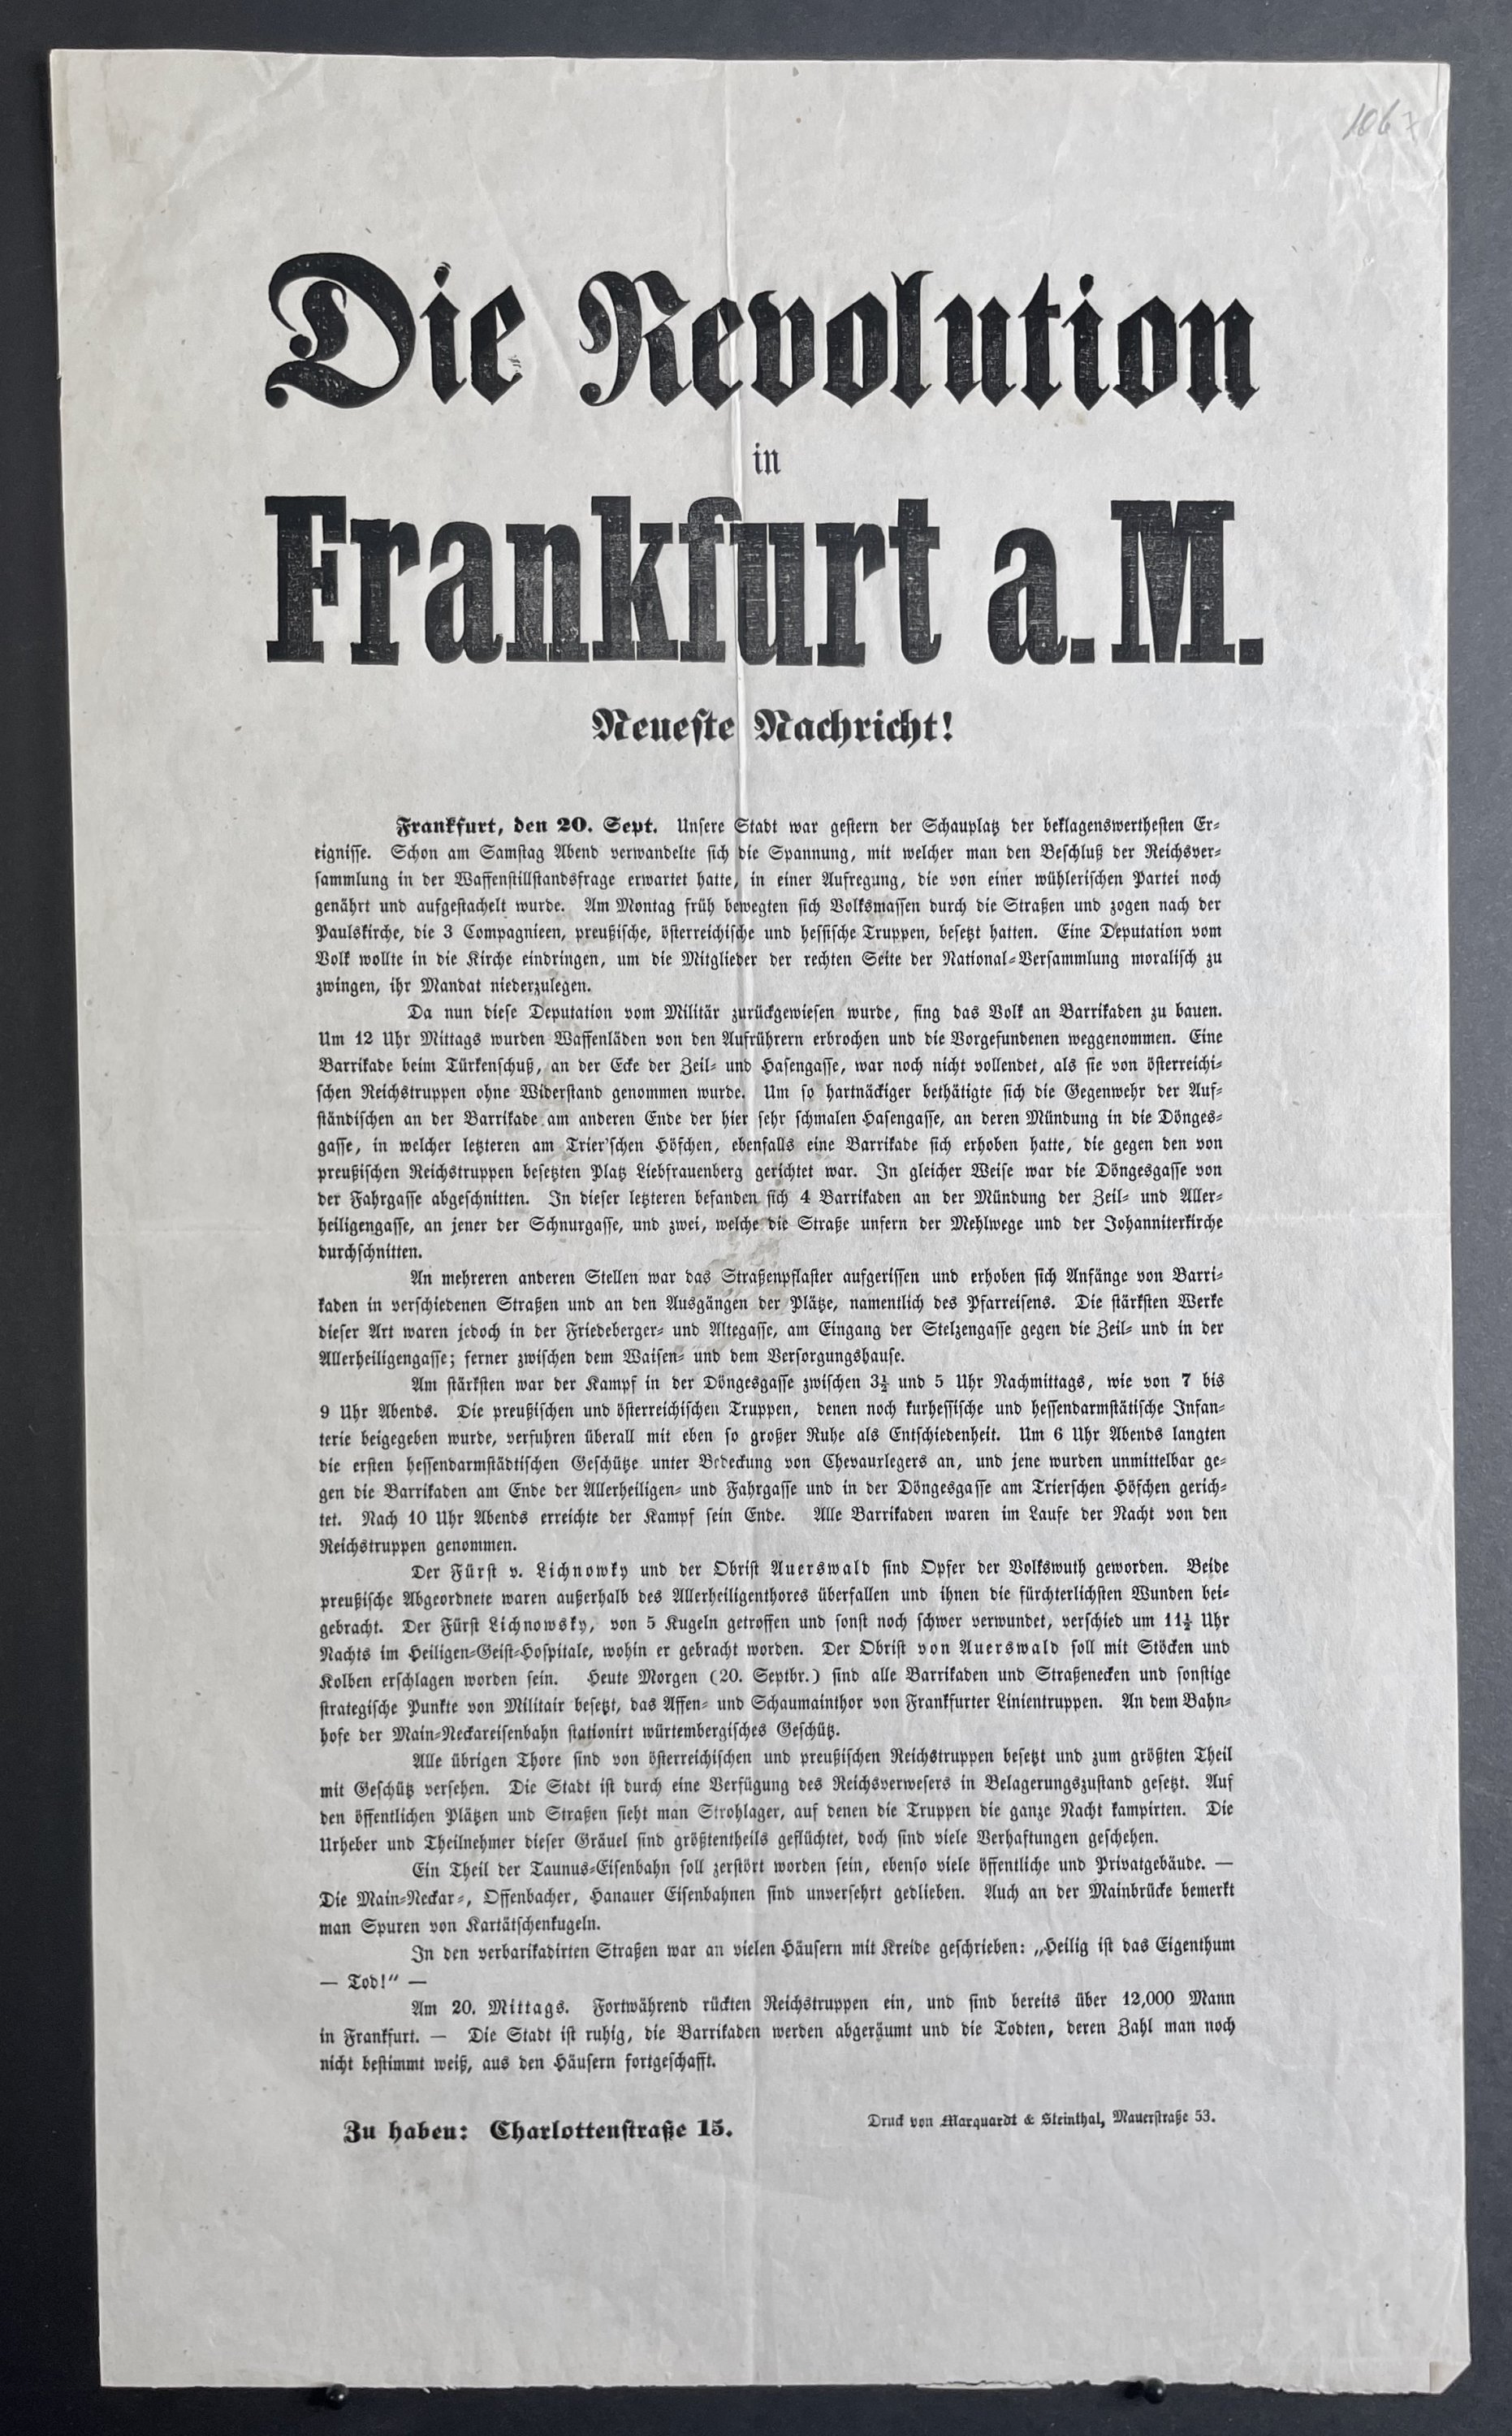 106
Die Revolution
in
Frankfurt a. M.
Neueste Nachricht!
Frankfurt, den 20. Sept. Unsere Stadt war gestern der Schauplatz der beklagenswerthesten Er-
eignisse. Schon am Samstag Abend verwandelte sich die Spannung, mit welcher man den Beschluß der Reichsver-
sammlung in der Waffenstillstandsfrage erwartet hatte, in einer Aufregung, die von einer wühlerischen Partei noch
genährt und aufgestachelt wurde. Am Montag früh bewegten sich Volksmassen durch die Straßen und zogen nach der
Paulskirche, die 3 Compagnieen, preußische, österreichische und hessische Truppen, besetzt hatten. Eine Deputation vom
Volk wollte in die Kirche eindringen, um die Mitglieder der rechten Seite der National-Versammlung moralisch zu
zwingen, ihr Mandat niederzulegen.
Da nun diese Deputation vom Militär zurückgewiesen wurde, fing das Volk an Barrikaden zu bauen.
Um 12 Uhr Mittags wurden Waffenläden von den Aufrührern erbrochen und die Vorgefundenen weggenommen. Eine
Barrikade beim Türkenschuß, an der Ecke der Zeil- und Hasengasse, war noch nicht vollendet, als sie von österreichi-
schen Reichstruppen ohne Widerstand genommen wurde. Um so hartnäckiger bethätigte sich die Gegenwehr der Auf-
ständischen an der Barrikade am anderen Ende der hier sehr schmalen Hasengasse, an deren Mündung in die Dönges-
gasse, in welcher letzteren am Trier'schen Höfchen, ebenfalls eine Barrikade sich erhoben hatte, die gegen den von
preußischen Reichstruppen besetzten Platz Liebfrauenberg gerichtet war. In gleicher Weise war die Döngesgasse von
der Fahrgasse abgeschnitten. In dieser letzteren befanden sich 4 Barrikaden an der Mündung der Zeil- und Aller-
heiligengasse, an jener der Schnurgasse, und zwei, welche die Straße unfern der Mehlwege und der Johanniterkirche
durchschnitten.
An mehreren anderen Stellen war das Straßenpflaster aufgerissen und erhoben sich Anfänge von Barri-
kaden in verschiedenen Straßen und an den Ausgängen der Plätze, namentlich des Pfarreisens. Die stärksten Werke
dieser Art waren jedoch in der Friedeberger- und Altegasse, am Eingang der Stelzengasse gegen die Zeil- und in der
Allerheiligengasse; ferner zwischen dem Waisen- und dem Versorgungshause.
Am stärksten war der Kampf in der Döngesgasse zwischen 3½ und 5 Uhr Nachmittags, wie von 7 bis
9 Uhr Abends. Die preußischen und österreichischen Truppen, denen noch kurhessische und hessendarmstätische Infan-
terie beigegeben wurde, verfuhren überall mit eben so großer Ruhe als Entschiedenheit. Um 6 Uhr Abends langten
die ersten hessendarmstädtischen Geschütze unter Bedeckung von Chevauxlegers an, und jene wurden unmittelbar ge-
gen die Barrikaden am Ende der Allerheiligen- und Fahrgasse und in der Döngesgasse am Trierschen Höfchen gerich-
tet. Nach 10 Uhr Abends erreichte der Kampf sein Ende. Alle Barrikaden waren im Laufe der Nacht von den
Reichstruppen genommen.
Der Fürst v. Lichnowky und der Obrist Auerswald sind Opfer der Volkswuth geworden. Beide
preußische Abgeordnete waren außerhalb des Allerheiligenthores überfallen und ihnen die fürchterlichsten Wunden bei-
gebracht. Der Fürst Lichnowsky, von 5 Kugeln getroffen und sonst noch schwer verwundet, verschied um 11½ Uhr
Nachts im Heiligen-Geist-Hospitale, wohin er gebracht worden. Der Obrist von Auerswald soll mit Stöcken und
Kolben erschlagen worden sein. Heute Morgen (20. Septbr.) sind alle Barrikaden und Straßenecken und sonstige
strategische Punkte von Militair besetzt, das Affen- und Schaumainthor von Frankfurter Linientruppen. An dem Bahn-
hofe der Main-Neckareisenbahn stationirt würtembergisches Geschütz.
Alle übrigen Thore sind von österreichischen und preußischen Reichstruppen besetzt und zum größten Theil
mit Geschütz versehen. Die Stadt ist durch eine Verfügung des Reichsverwesers in Belagerungszustand gesetzt. Auf
den öffentlichen Plätzen und Straßen sieht man Strohlager, auf denen die Truppen die ganze Nacht kampirten. Die
Urheber und Theilnehmer dieser Gräuel sind größtentheils geflüchtet, doch sind viele Verhaftungen geschehen.
Ein Theil der Taunus-Eisenbahn soll zerstört worden sein, ebenso viele öffentliche und Privatgebäude. —
Die Main-Neckar-, Offenbacher, Hanauer Eisenbahnen sind unversehrt gedlieben. Auch an der Mainbrücke bemerkt
man Spuren von Kartätschenkugeln.
In den verbarikadirten Straßen war an vielen Häusern mit Kreide geschrieben: „Heilig ist das Eigenthum
— Tod!“ —
Am 20. Mittags. Fortwährend rückten Reichstruppen ein, und sind bereits über 12,000 Mann
in Frankfurt. — Die Stadt ist ruhig, die Barrikaden werden abgeräumt und die Todten, deren Zahl man noch
nicht bestimmt weiß, aus den Häusern fortgeschafft.
Zu haben: Charlottenstraße 15.
Druck von Marquardt & Steinthal, Mauerstraße 53.